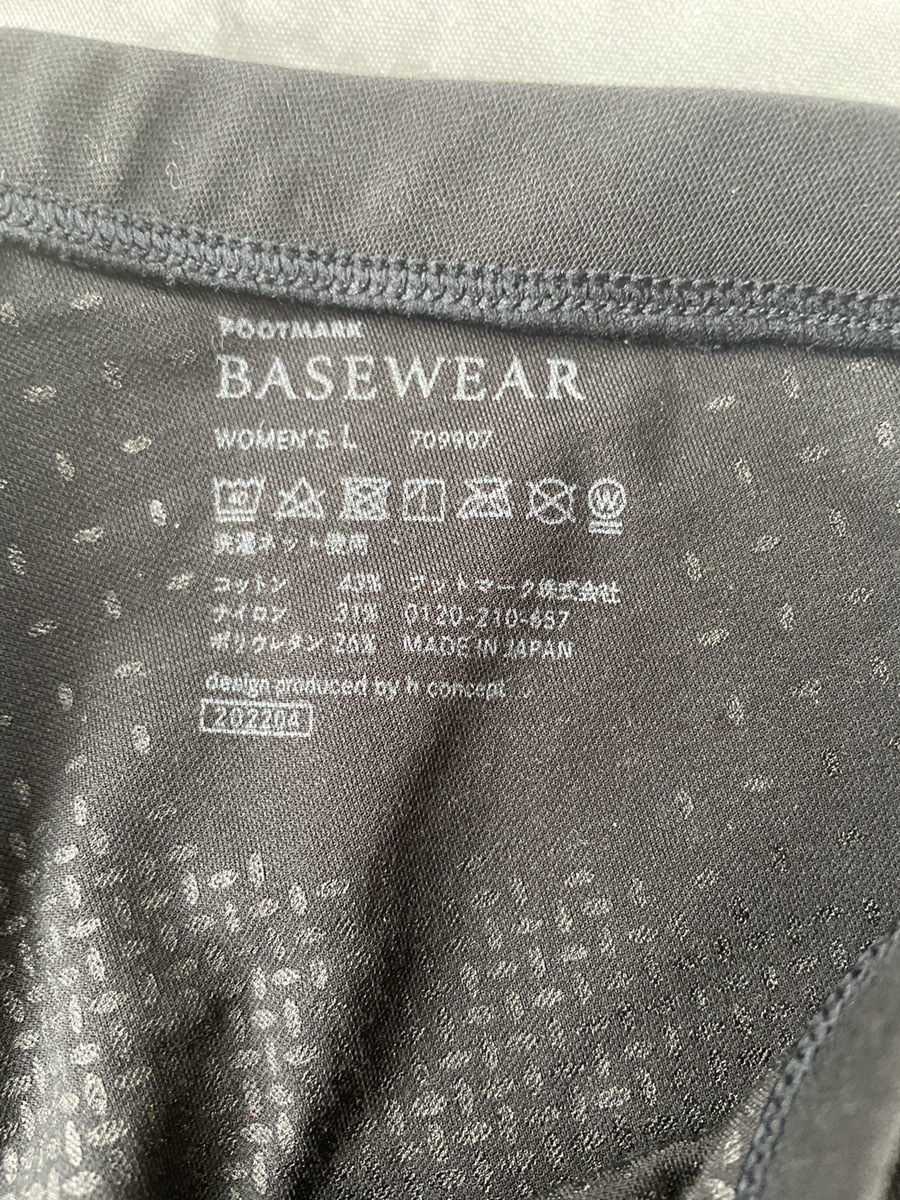 FOOTMARK
BASEWEAR
WOMEN'S L 709907
40 W
洗濯ネット使用
コットン 43% フットマーク株式会社
ナイロン 31% 0120-210-657
ポリウレタン 26% MADE IN JAPAN
design produced by h concept
202204